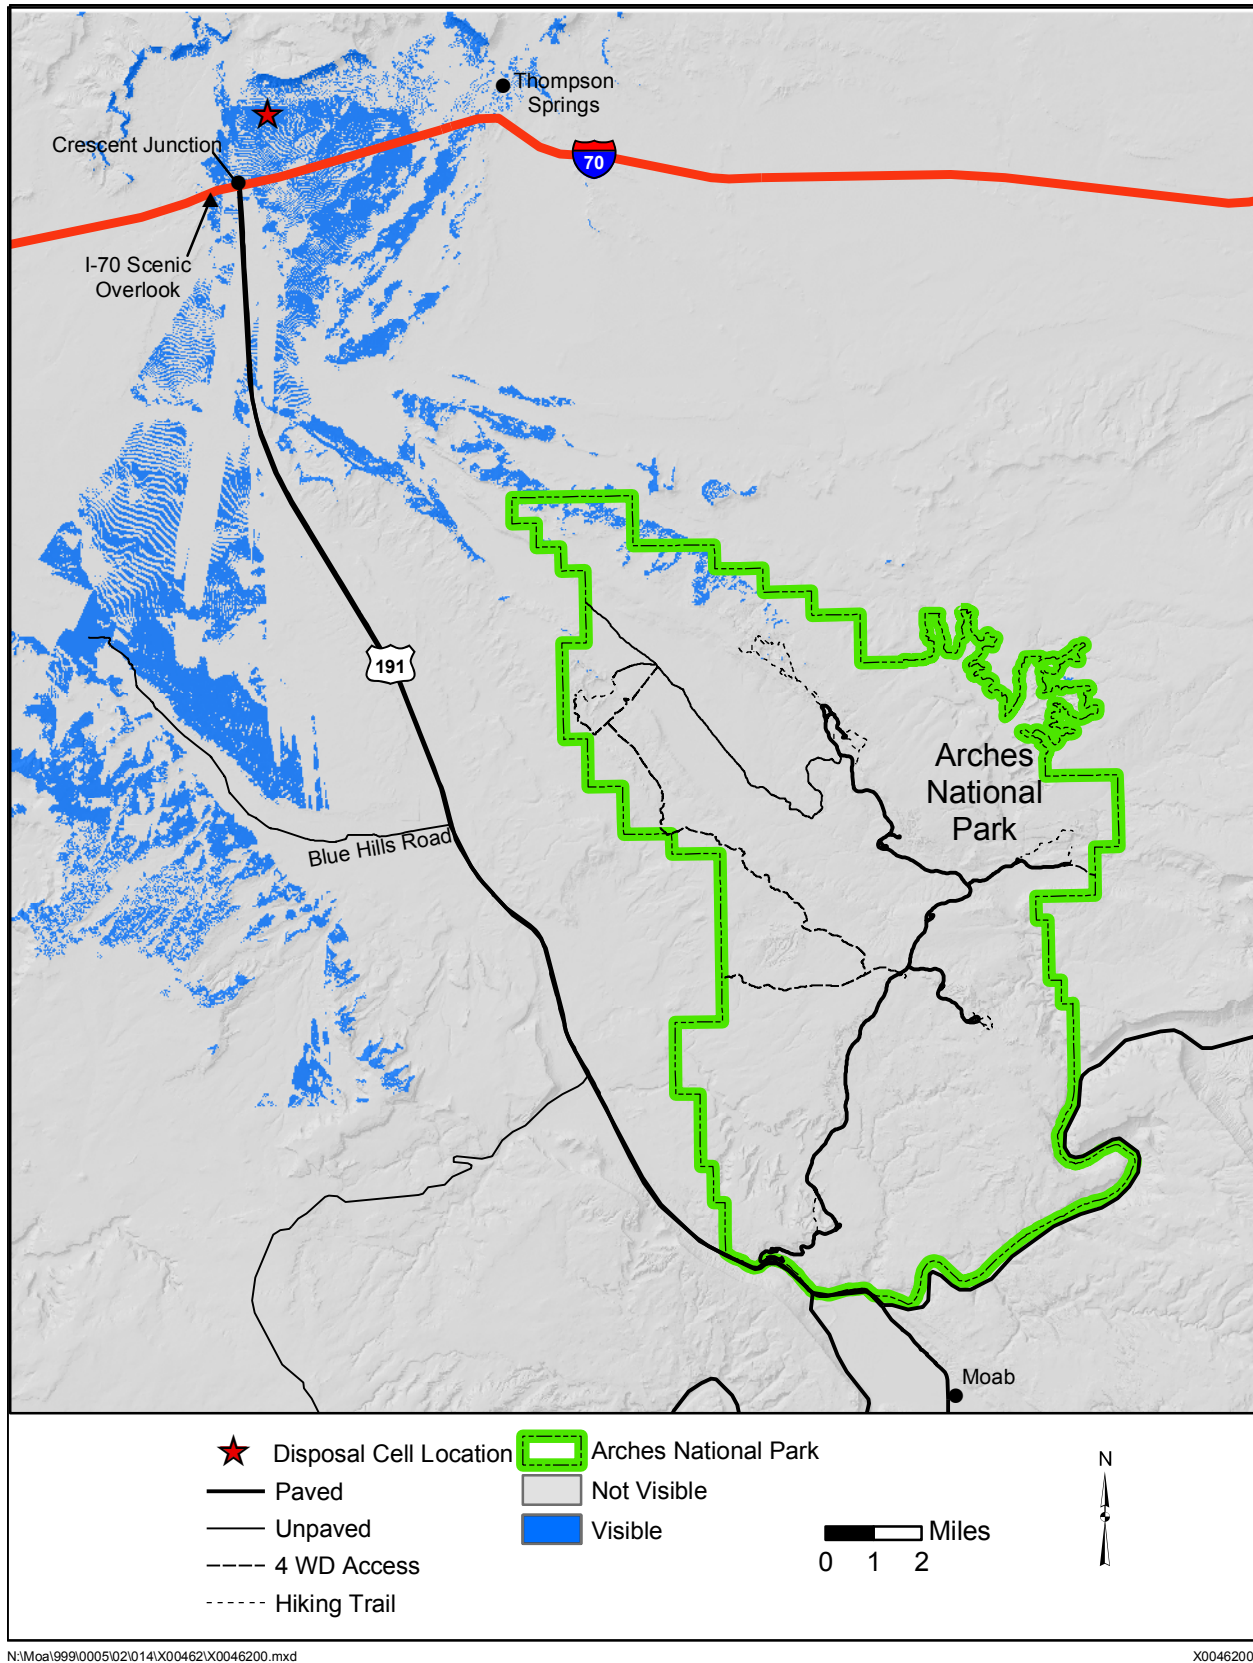 Thompson
Springs
Crescent Junction
70
I-70 Scenic
Overlook
191
Arches
National
Park
Blue Hills Road
Moab
Disposal Cell Location
Paved
Unpaved
4 WD Access
Hiking Trail
Arches National Park
Not Visible
Visible
Miles
0 1 2
N
N:\Moa\999\0005\02\014\X00462\X0046200.mxd
X0046200